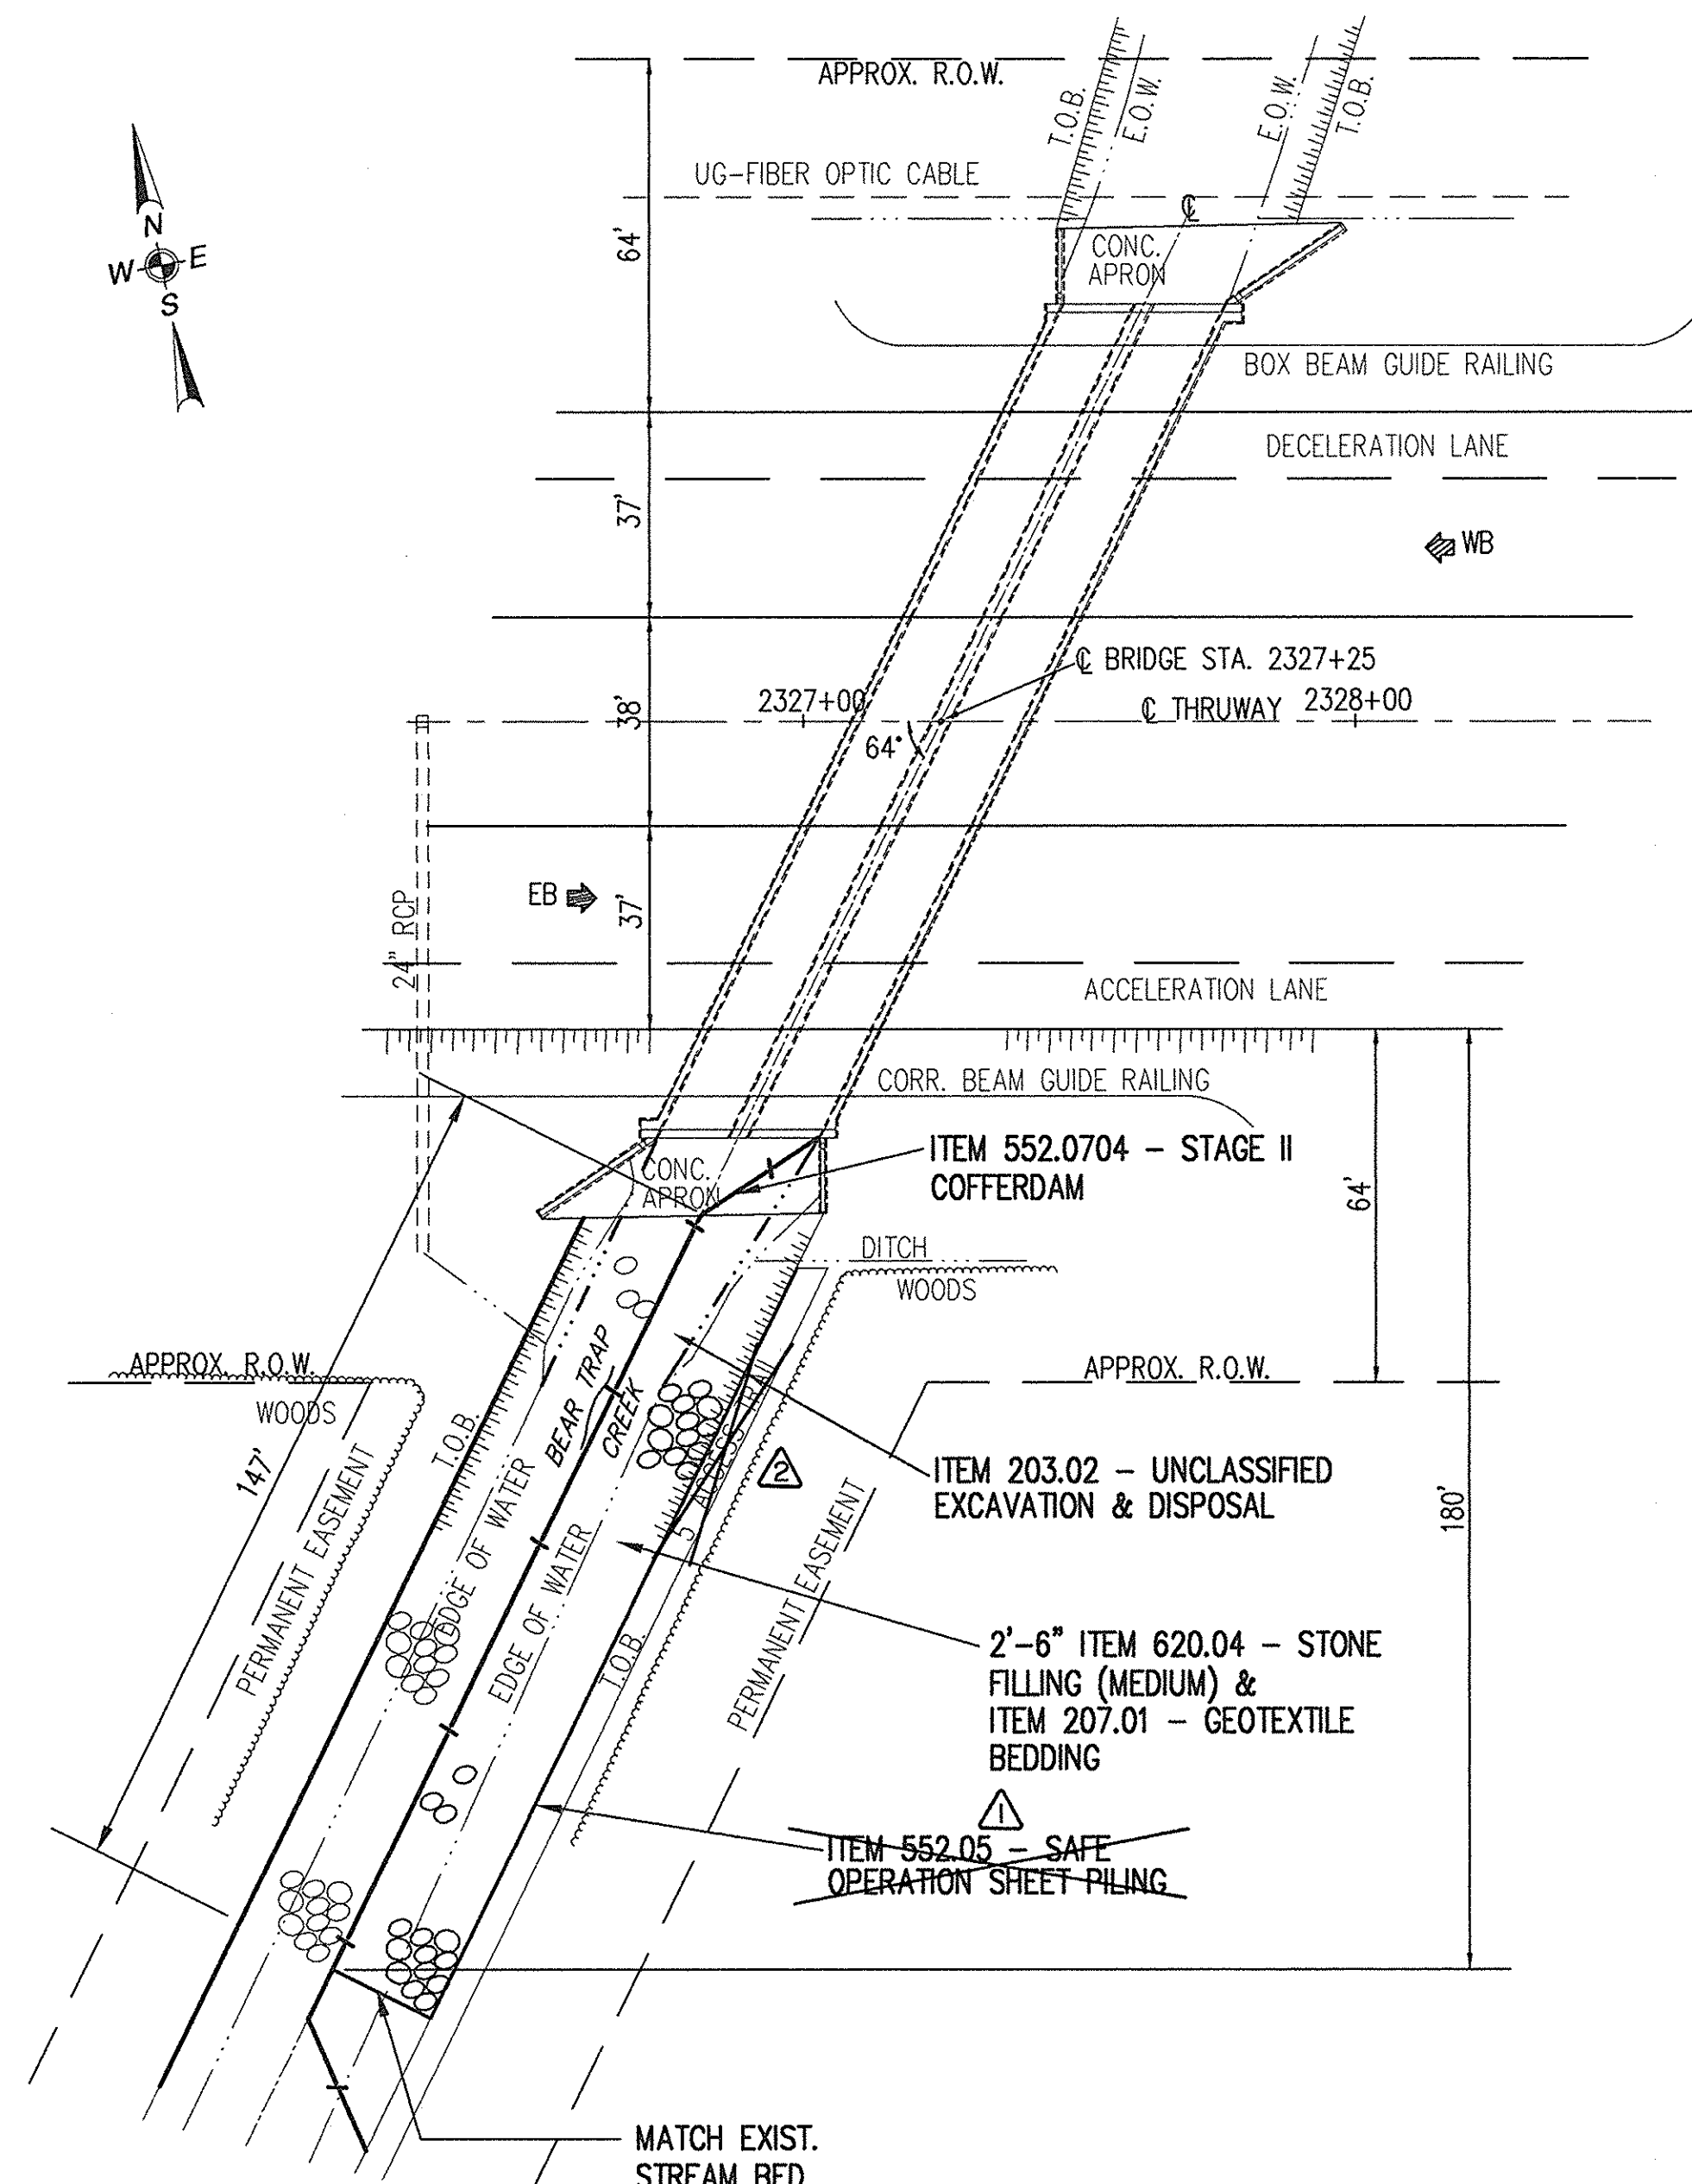 APPROX. R.O.W.
T.O.B.
E.O.W.
E.O.W.
T.O.B.
UG-FIBER OPTIC CABLE
℄
N
W E
S
64'
CONC.
APRON
BOX BEAM GUIDE RAILING
DECELERATION LANE
37'
WB
℄ BRIDGE STA. 2327+25
2327+00
℄ THRUWAY 2328+00
38'
64°
EB
37'
24" RCP
ACCELERATION LANE
CORR. BEAM GUIDE RAILING
ITEM 552.0704 - STAGE II
COFFERDAM
CONC.
APRON
64'
DITCH
WOODS
APPROX. R.O.W.
WOODS
APPROX. R.O.W.
BEAR TRAP
CREEK
T.O.B.
147'
PERMANENT EASEMENT
EDGE OF WATER
EDGE OF WATER
5
ACCESS TRAIL
2
ITEM 203.02 - UNCLASSIFIED
EXCAVATION & DISPOSAL
180'
PERMANENT EASEMENT
T.O.B.
2'-6" ITEM 620.04 - STONE
FILLING (MEDIUM) &
ITEM 207.01 - GEOTEXTILE
BEDDING
1
ITEM 552.05 - SAFE
OPERATION SHEET PILING
MATCH EXIST.
STREAM BED